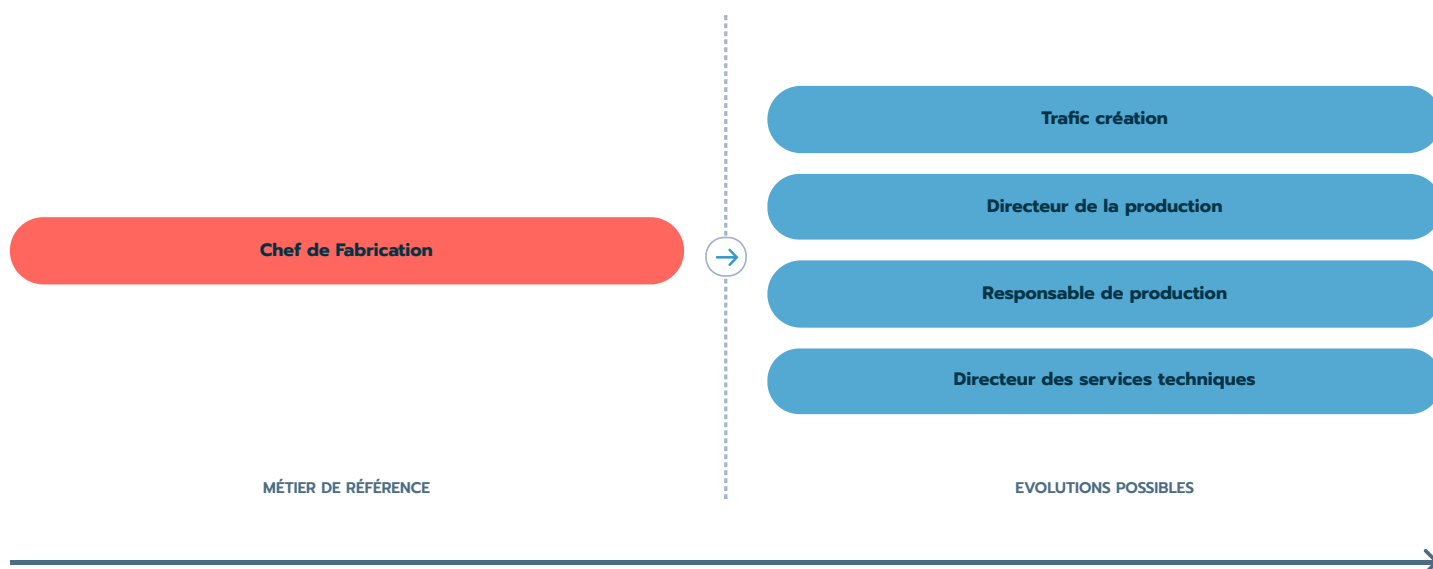 Chef de Fabrication
MÉTIER DE RÉFÉRENCE
Trafic création
Directeur de la production
Responsable de production
Directeur des services techniques
EVOLUTIONS POSSIBLES